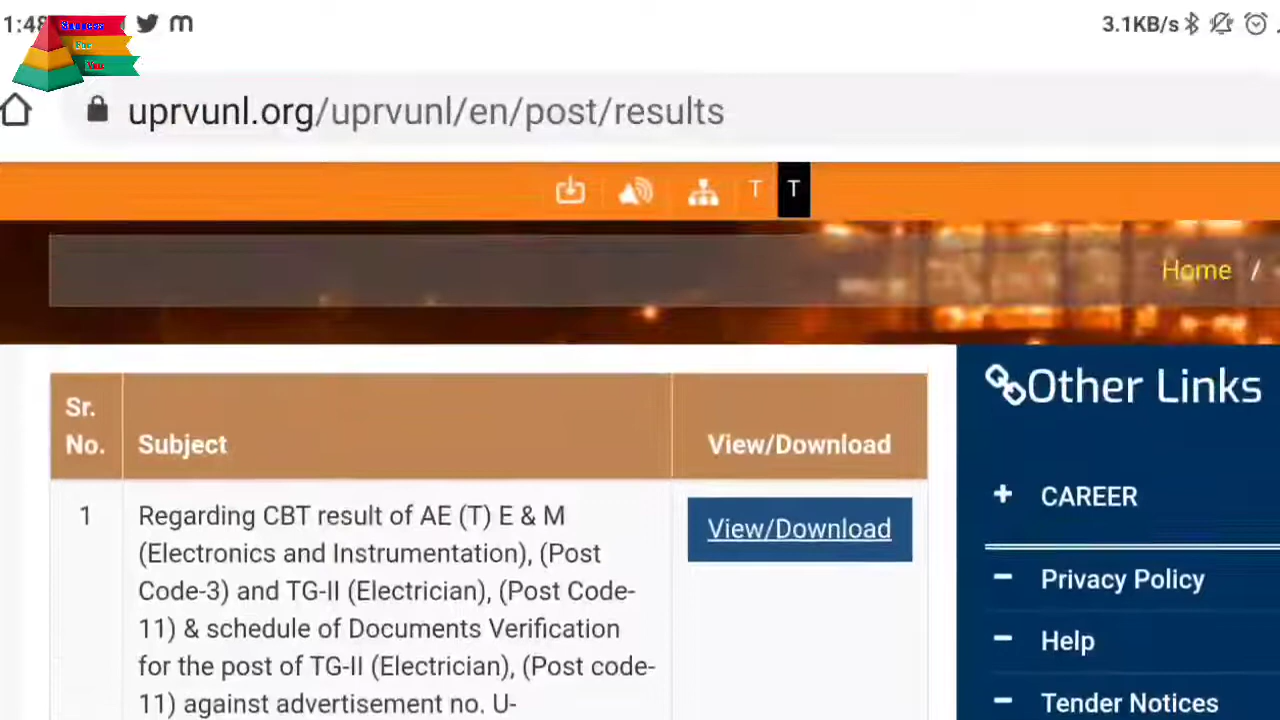 1:48
m
3.1KB/s
Success
For
You
uprvunl.org/uprvunl/en/post/results
T
T
Home /
Sr. No.
Subject
View/Download
1
Regarding CBT result of AE (T) E & M
(Electronics and Instrumentation), (Post
Code-3) and TG-II (Electrician), (Post Code-
11) & schedule of Documents Verification
for the post of TG-II (Electrician), (Post code-
11) against advertisement no. U-
View/Download
Other Links
+ CAREER
− Privacy Policy
− Help
− Tender Notices